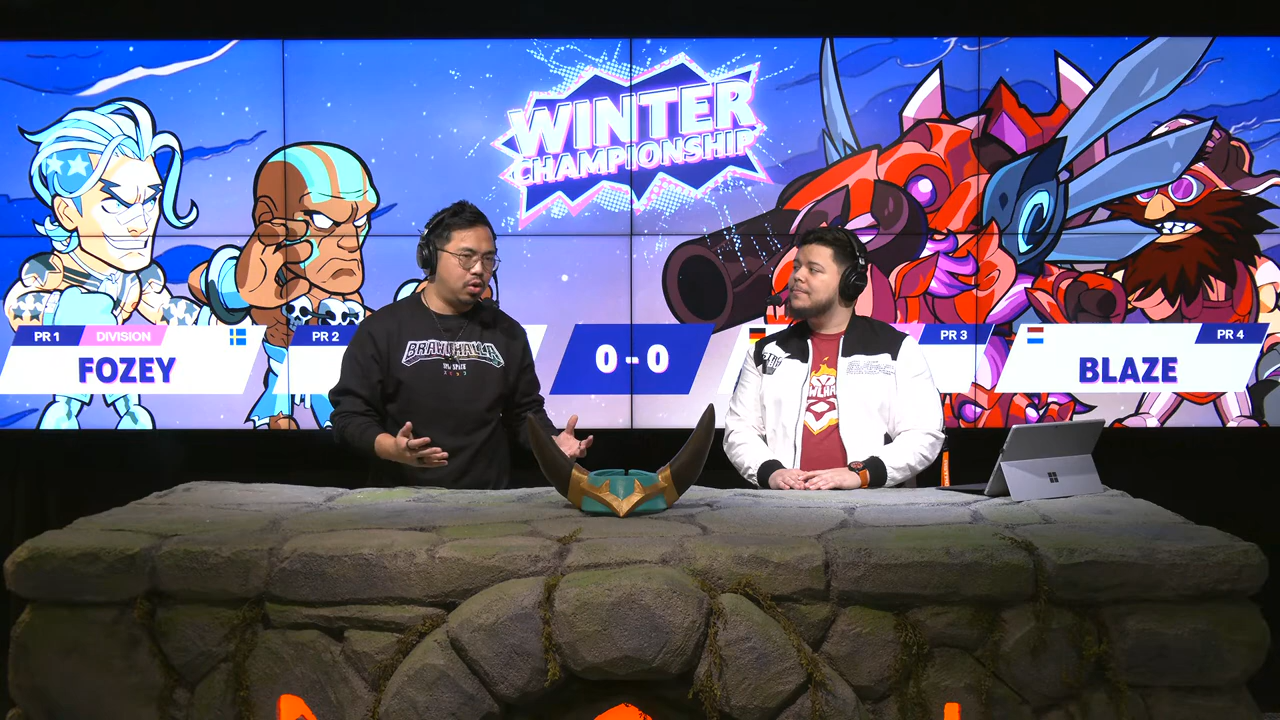 WINTER
CHAMPIONSHIP
PR 1
DIVISION
FOZEY
PR 2
0 - 0
PR 3
PR 4
BLAZE
BRAWLHALLA